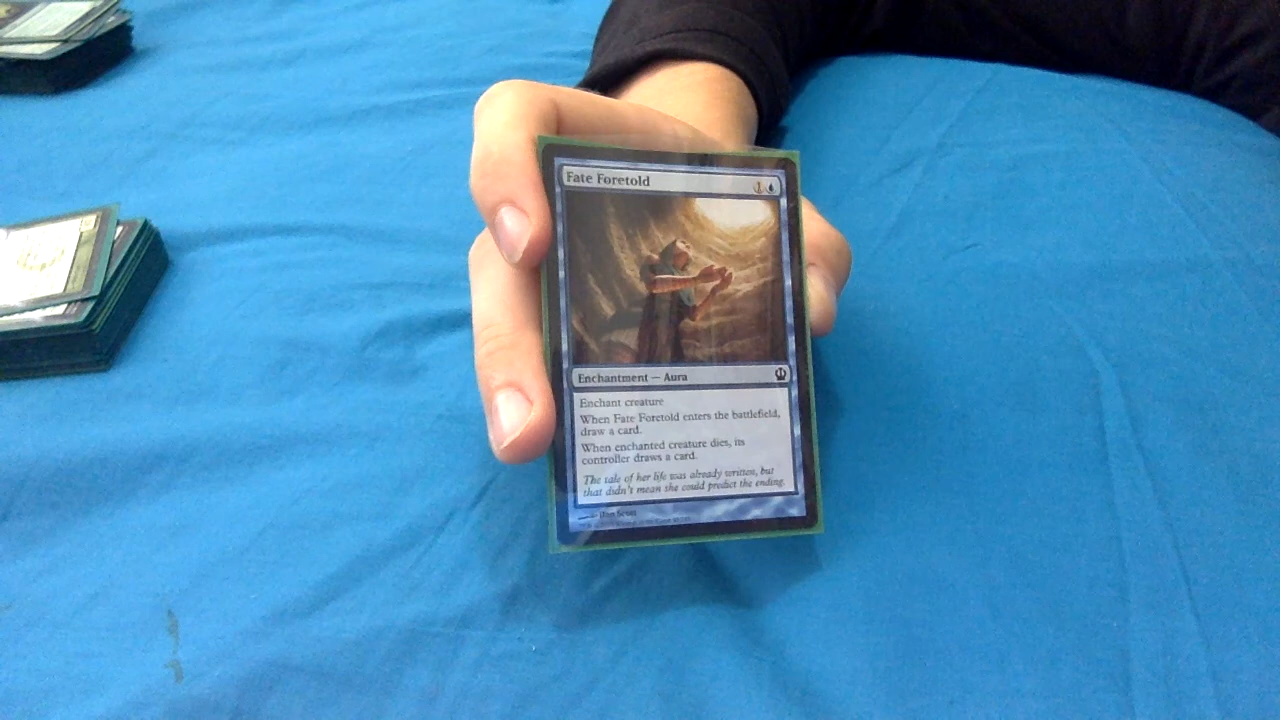 Fate Foretold
1
Enchantment — Aura
Enchant creature
When Fate Foretold enters the battlefield,
draw a card.
When enchanted creature dies, its
controller draws a card.
The tale of her life was already written, but
that didn't mean she could predict the ending.